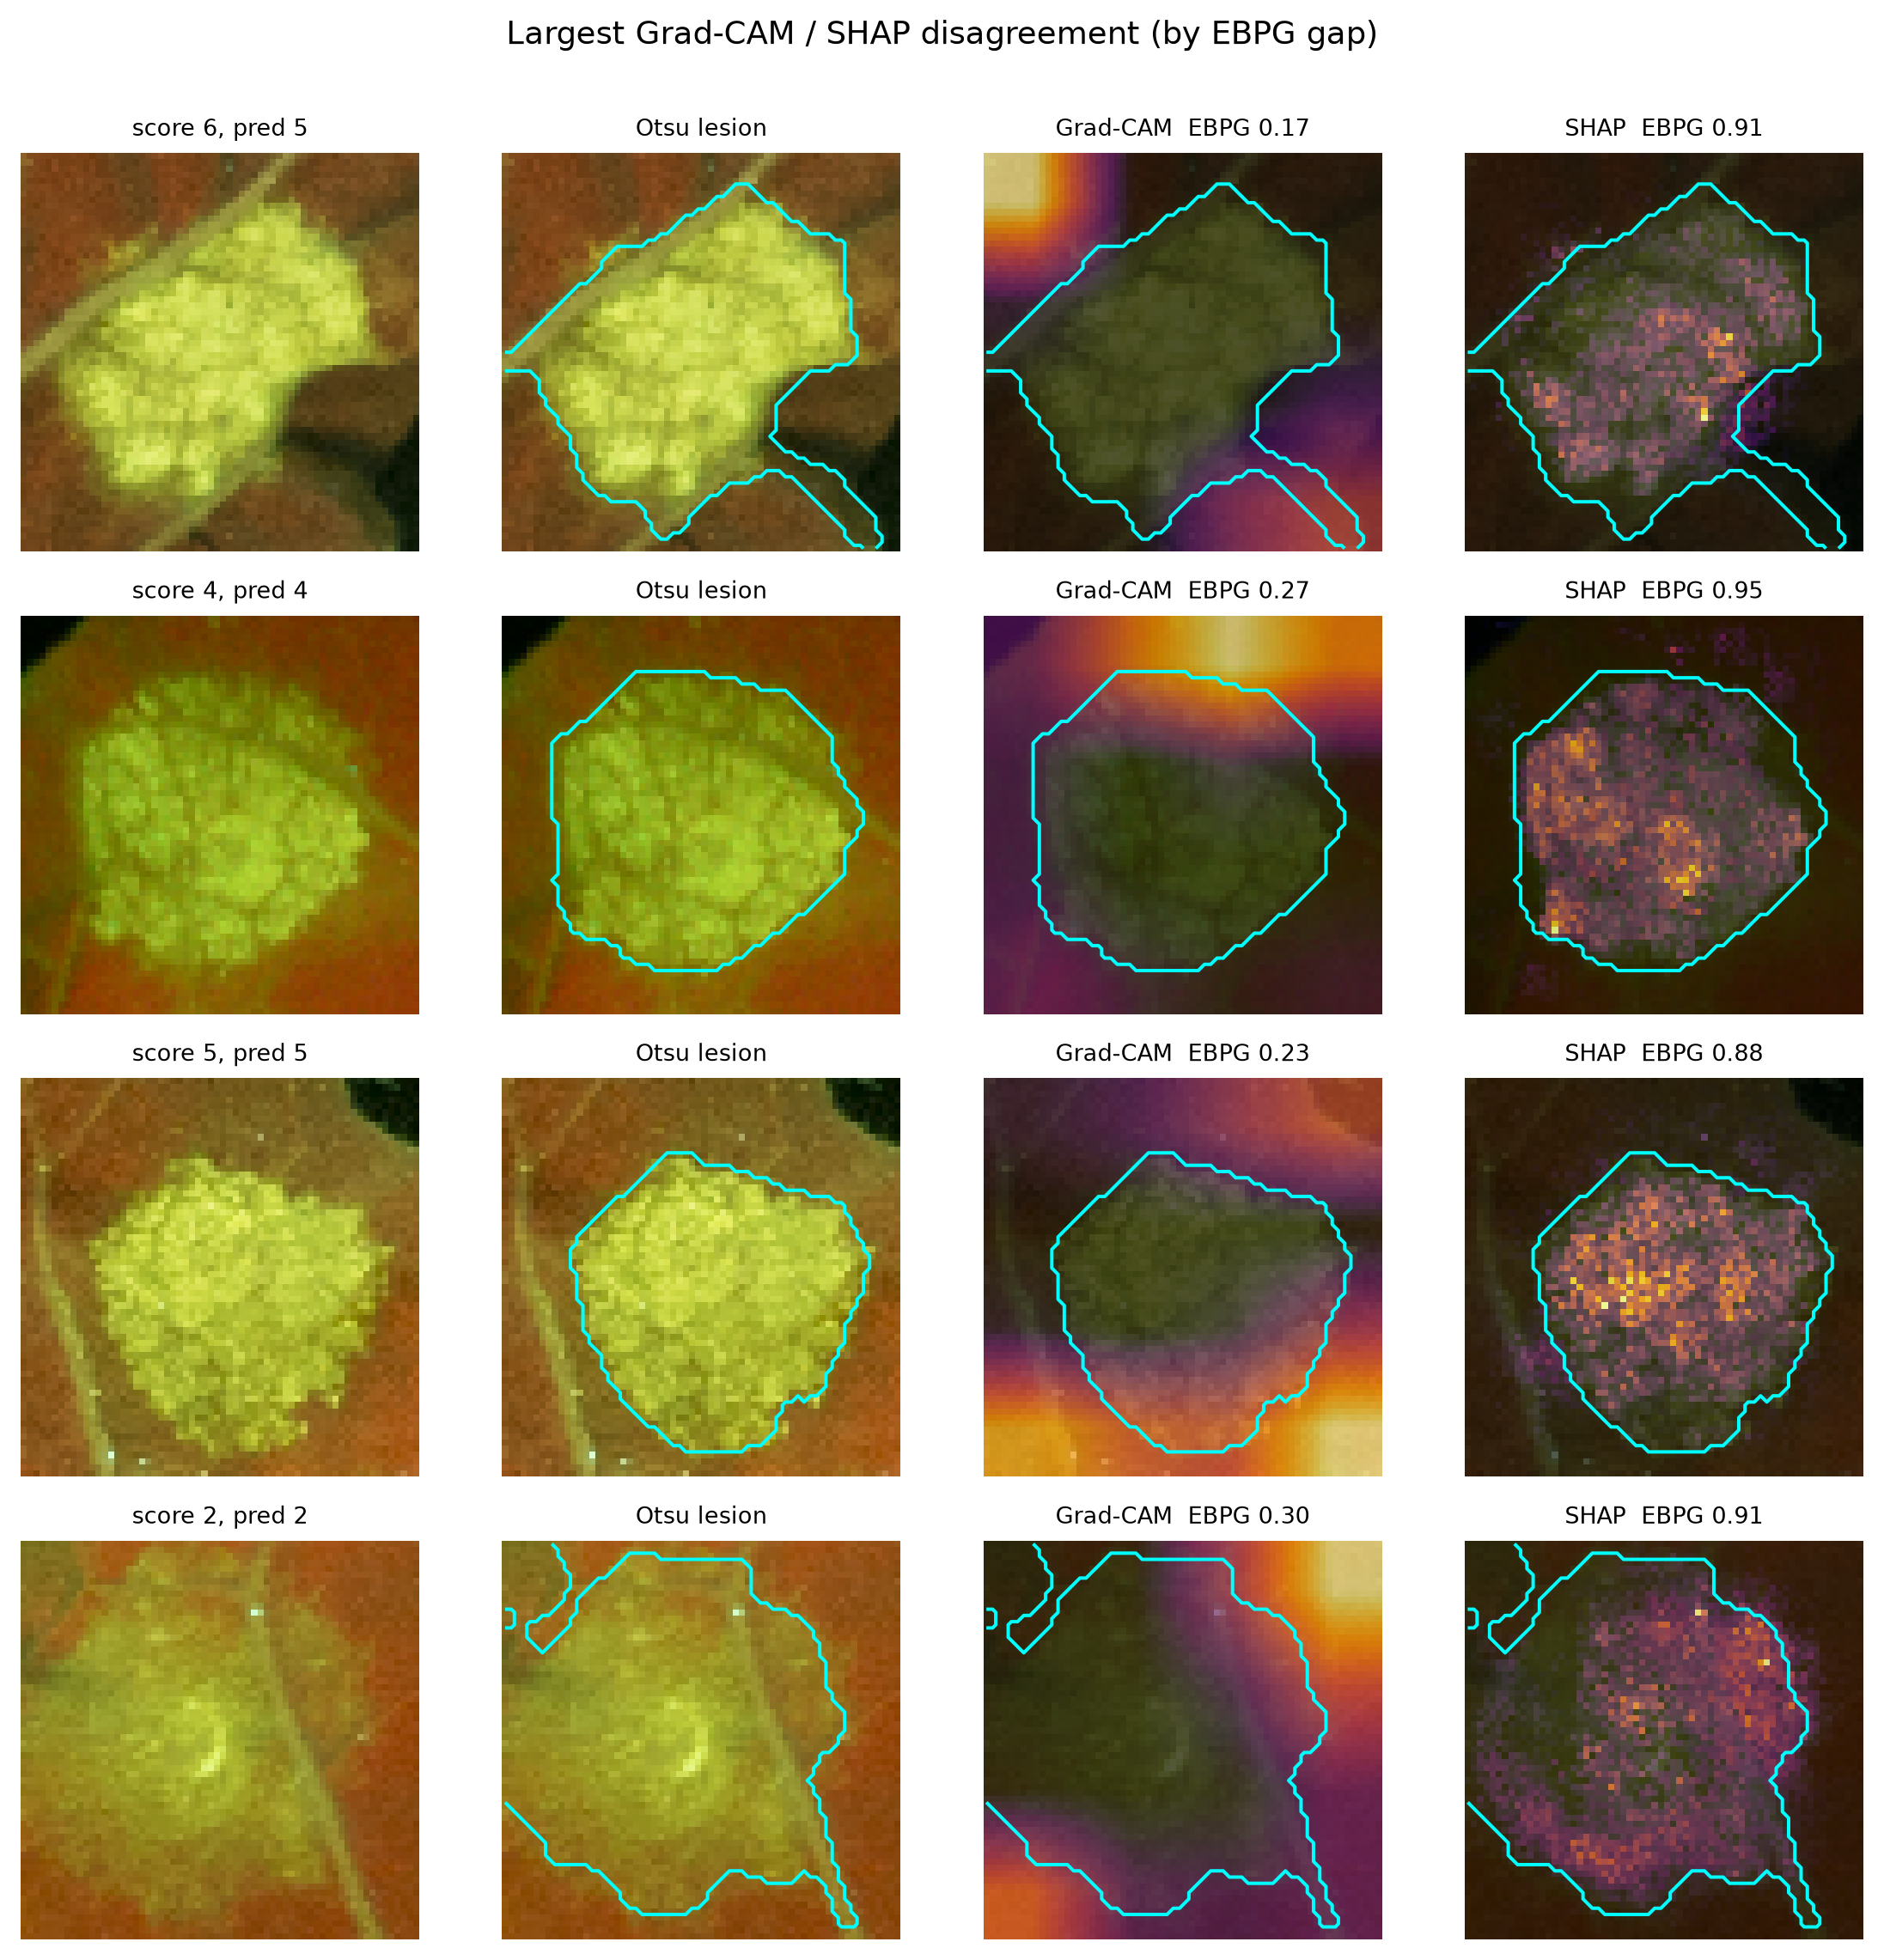 Largest Grad-CAM / SHAP disagreement (by EBPG gap)
score 6, pred 5
Otsu lesion
Grad-CAM  EBPG 0.17
SHAP  EBPG 0.91
score 4, pred 4
Otsu lesion
Grad-CAM  EBPG 0.27
SHAP  EBPG 0.95
score 5, pred 5
Otsu lesion
Grad-CAM  EBPG 0.23
SHAP  EBPG 0.88
score 2, pred 2
Otsu lesion
Grad-CAM  EBPG 0.30
SHAP  EBPG 0.91